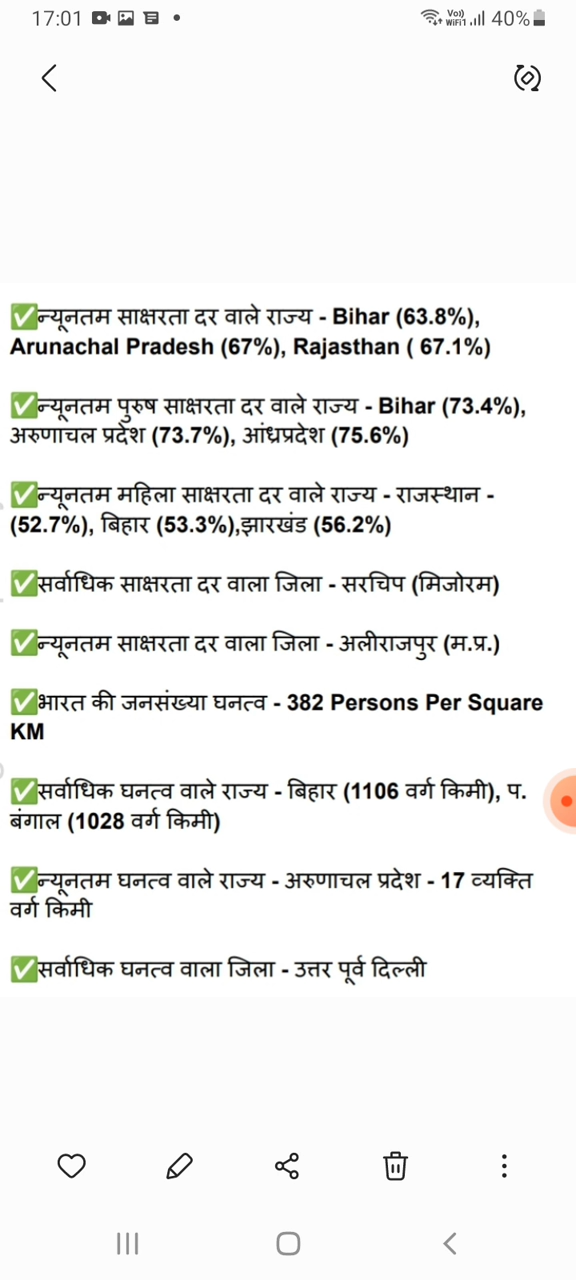 17:01
Vo))
WiFi1
40%
✅न्यूनतम साक्षरता दर वाले राज्य - Bihar (63.8%),
Arunachal Pradesh (67%), Rajasthan ( 67.1%)
✅न्यूनतम पुरुष साक्षरता दर वाले राज्य - Bihar (73.4%),
अरुणाचल प्रदेश (73.7%), आंध्रप्रदेश (75.6%)
✅न्यूनतम महिला साक्षरता दर वाले राज्य - राजस्थान -
(52.7%), बिहार (53.3%),झारखंड (56.2%)
✅सर्वाधिक साक्षरता दर वाला जिला - सरचिप (मिजोरम)
✅न्यूनतम साक्षरता दर वाला जिला - अलीराजपुर (म.प्र.)
✅भारत की जनसंख्या घनत्व - 382 Persons Per Square
KM
✅सर्वाधिक घनत्व वाले राज्य - बिहार (1106 वर्ग किमी), प.
बंगाल (1028 वर्ग किमी)
✅न्यूनतम घनत्व वाले राज्य - अरुणाचल प्रदेश - 17 व्यक्ति
वर्ग किमी
✅सर्वाधिक घनत्व वाला जिला - उत्तर पूर्व दिल्ली